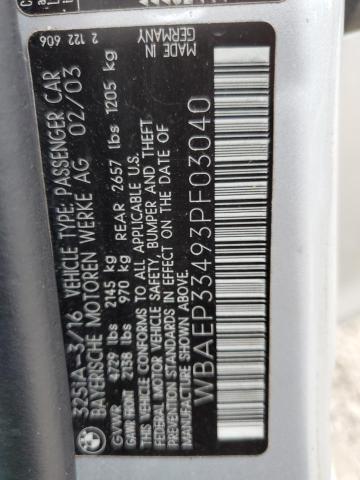 325iA-3/16 VEHICLE TYPE: PASSENGER CAR
BAYERISCHE MOTOREN WERKE AG 02/03
GVWR 4729 lbs 2145 kg
GAWR FRONT 2138 lbs 970 kg REAR 2657 lbs 1205 kg
THIS VEHICLE CONFORMS TO ALL APPLICABLE U.S.
FEDERAL MOTOR VEHICLE SAFETY, BUMPER AND THEFT
PREVENTION STANDARDS IN EFFECT ON THE DATE OF
MANUFACTURE SHOWN ABOVE.
WBAEP33493PF03040
2 122 606
MADE IN
GERMANY